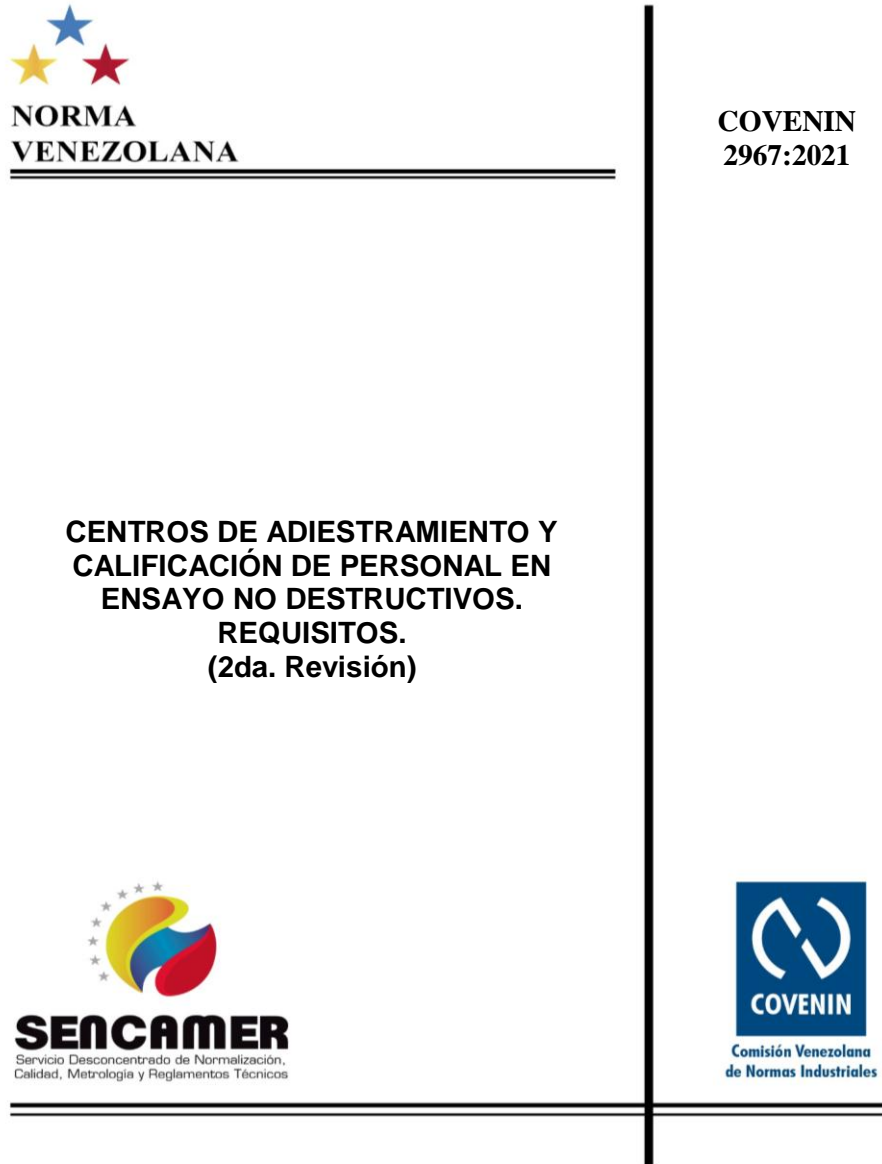 NORMA
VENEZOLANA
COVENIN
2967:2021
CENTROS DE ADIESTRAMIENTO Y
CALIFICACIÓN DE PERSONAL EN
ENSAYO NO DESTRUCTIVOS.
REQUISITOS.
(2da. Revisión)
SENCAMER
Servicio Desconcentrado de Normalización,
Calidad, Metrología y Reglamentos Técnicos
COVENIN
Comisión Venezolana
de Normas Industriales